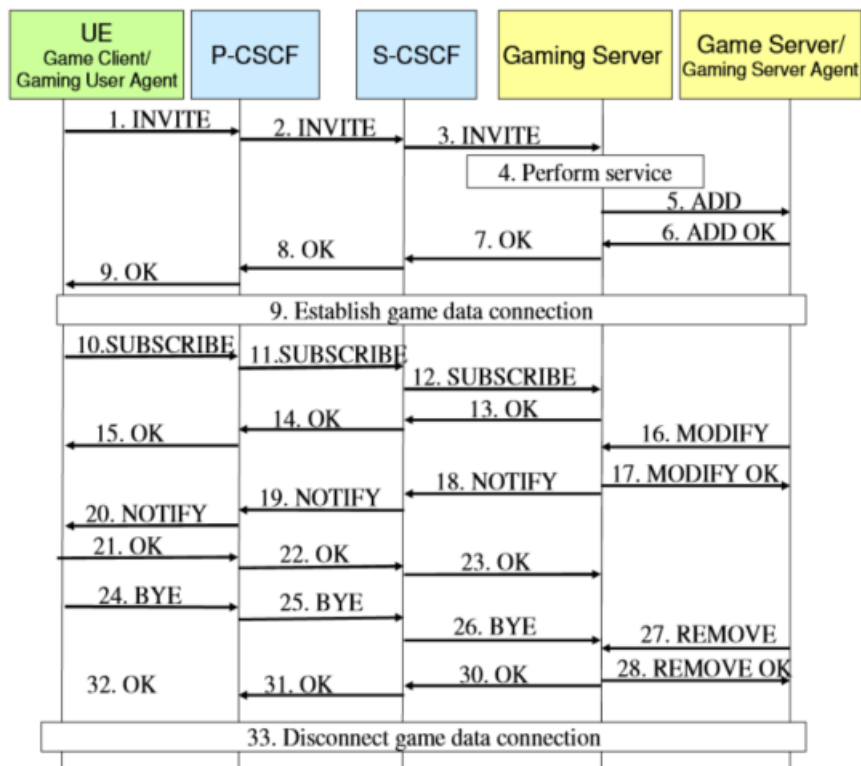 UE
Game Client/
Gaming User Agent
P-CSCF
S-CSCF
Gaming Server
Game Server/
Gaming Server Agent
1. INVITE
2. INVITE
3. INVITE
4. Perform service
5. ADD
6. ADD OK
7. OK
8. OK
9. OK
9. Establish game data connection
10.SUBSCRIBE
11.SUBSCRIBE
12. SUBSCRIBE
13. OK
14. OK
15. OK
16. MODIFY
17. MODIFY OK
18. NOTIFY
19. NOTIFY
20. NOTIFY
21. OK
22. OK
23. OK
24. BYE
25. BYE
26. BYE
27. REMOVE
28. REMOVE OK
30. OK
31. OK
32. OK
33. Disconnect game data connection